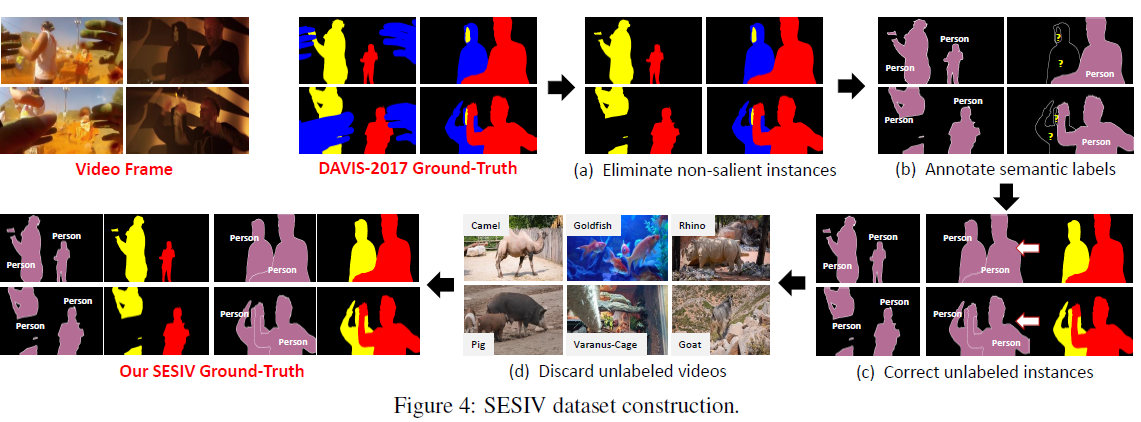 Video Frame
DAVIS-2017 Ground-Truth
(a) Eliminate non-salient instances
Person
Person
?
?
Person
Person
Person
?
?
Person
(b) Annotate semantic labels
Person
Person
Person
Person
Person
Person
Person
Person
(c) Correct unlabeled instances
Camel
Goldfish
Rhino
Pig
Varanus-Cage
Goat
(d) Discard unlabeled videos
Person
Person
Person
Person
Person
Person
Person
Person
Our SESIV Ground-Truth
Figure 4: SESIV dataset construction.